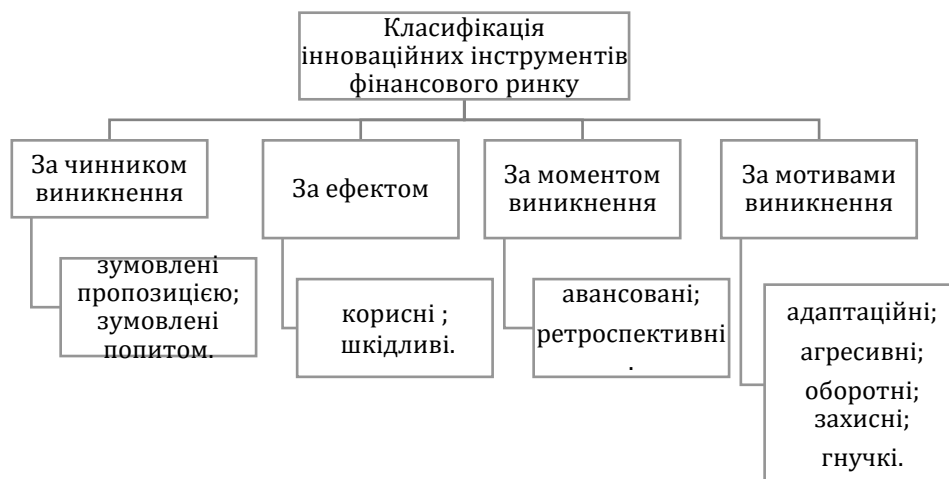 Класифікація
інноваційних інструментів
фінансового ринку
За чинником
виникнення
За ефектом
За моментом
виникнення
За мотивами
виникнення
зумовлені
пропозицією;
зумовлені
попитом.
корисні ;
шкідливі.
авансовані;
ретроспективні
.
адаптаційні;
агресивні;
оборотні;
захисні;
гнучкі.